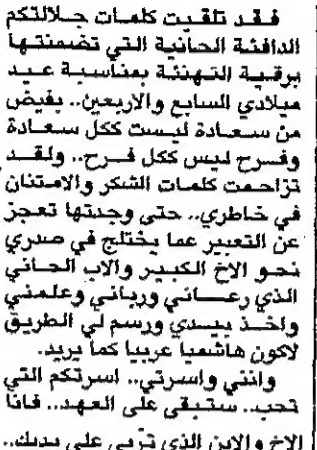 فقد تلقيت كلمات جلالتكم
الدافئة الحانية التي تضمنتها
برقية التهنئة بمناسبة عيد
ميلادي السابع والاربعين.. بفيض
من سعادة ليست ككل سعادة
وفرح ليس ككل فرح.. ولقد
تزاحمت كلمات الشكر والامتنان
في خاطري.. حتى وجدتها تعجز
عن التعبير عما يختلج في صدري
نحو الاخ الكبير والاب الحاني
الذي رعاني ورباني وعلمني
واخذ بيدي ورسم لي الطريق
لاكون هاشميا عربيا كما يريد.
وانني واسرتي.. اسرتكم التي
تحب.. ستبقى على العهد.. فانا
الاخ والابن الذي تربى على يديك..